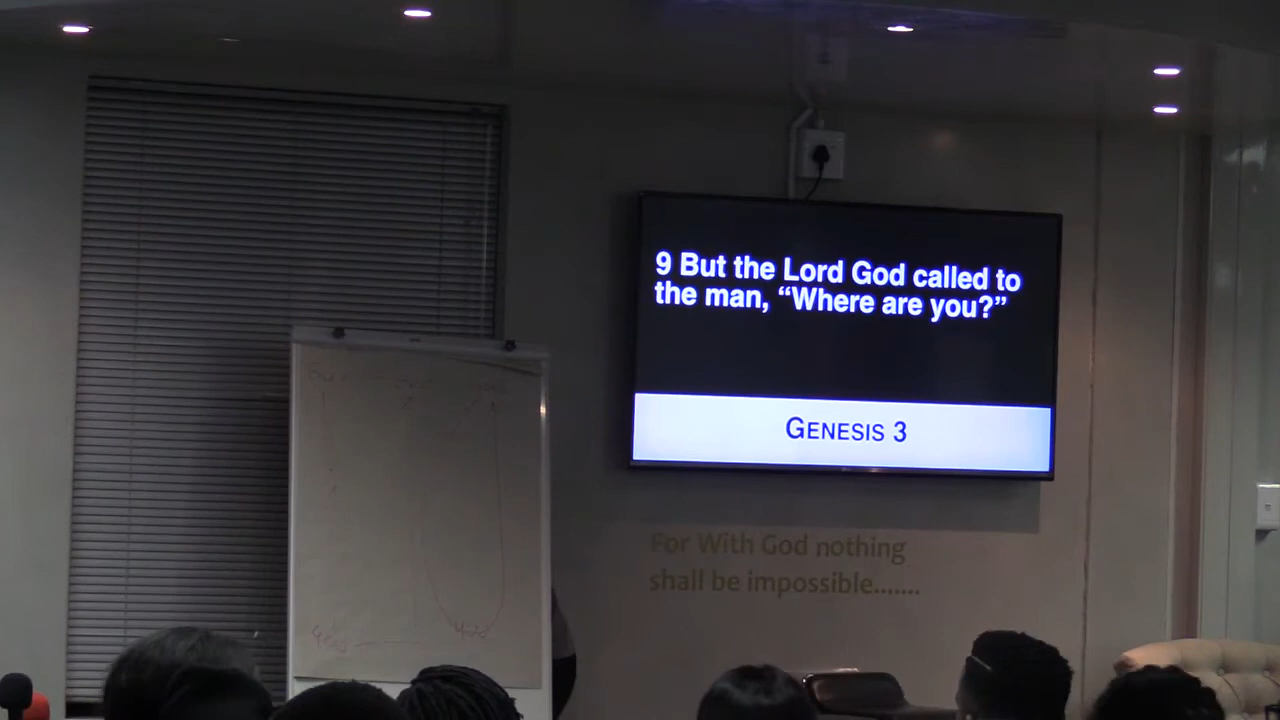 9 But the Lord God called to
the man, “Where are you?”
GENESIS 3
For With God nothing
shall be impossible.......